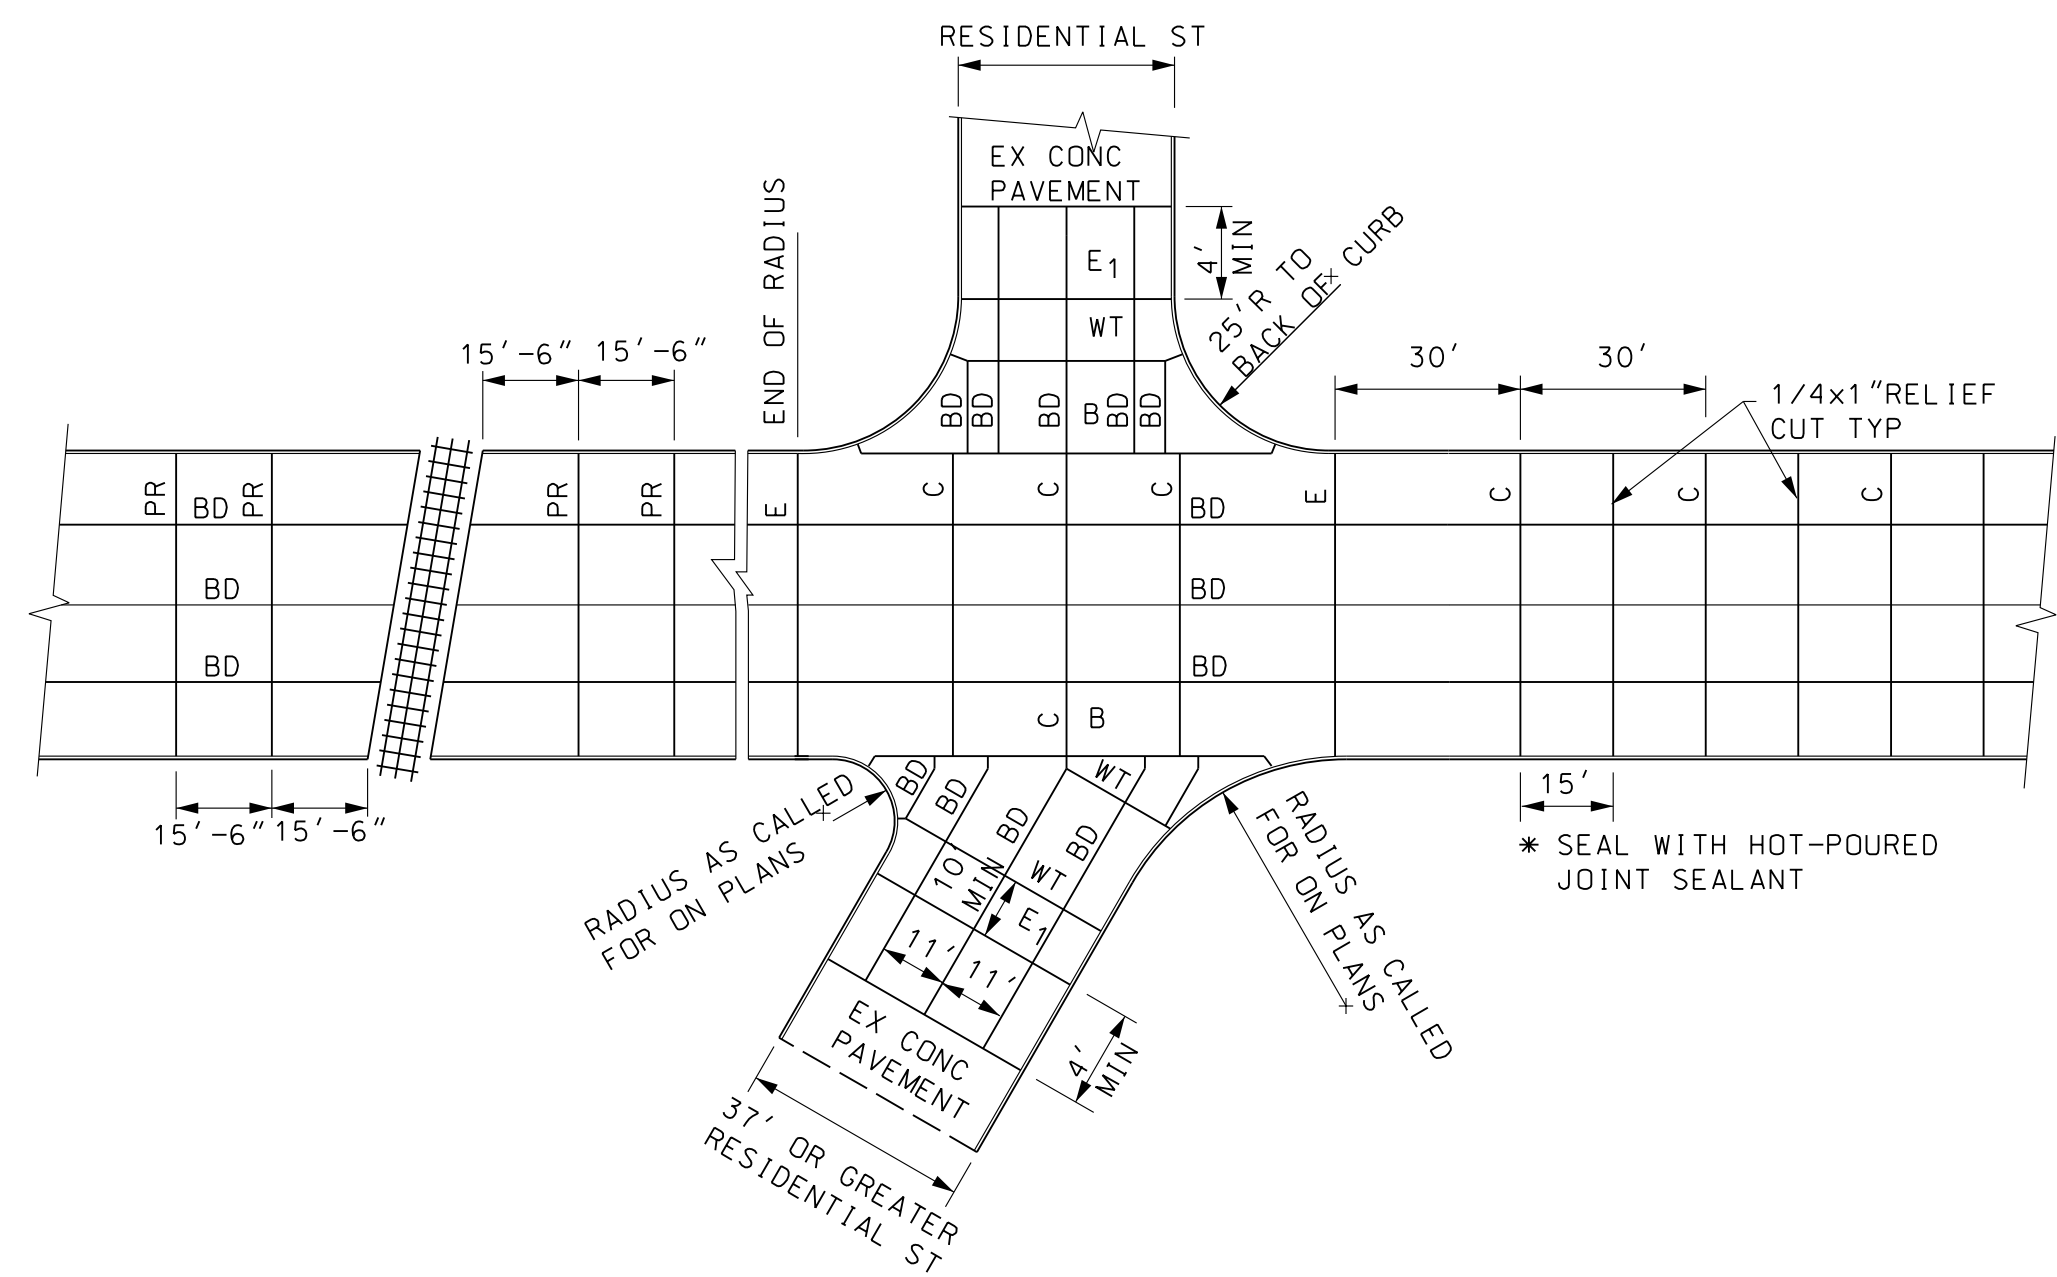 RESIDENTIAL ST
EX CONC
PAVEMENT
END OF RADIUS
E1
4'
MIN
25'R TO
BACK OF CURB
WT
15'-6"
15'-6"
30'
30'
1/4x1"RELIEF
CUT TYP
BD
BD
BD
B
BD
BD
PR
BD
PR
PR
PR
E
C
C
C
BD
E
C
C
C
BD
BD
BD
BD
C
B
15'-6"
15'-6"
15'
* SEAL WITH HOT-POURED
JOINT SEALANT
RADIUS AS CALLED
FOR ON PLANS
BD
BD
BD
BD
WT
WT
10'
MIN
E1
11'
11'
RADIUS AS CALLED
FOR ON PLANS
EX CONC
PAVEMENT
4'
MIN
37' OR GREATER
RESIDENTIAL ST